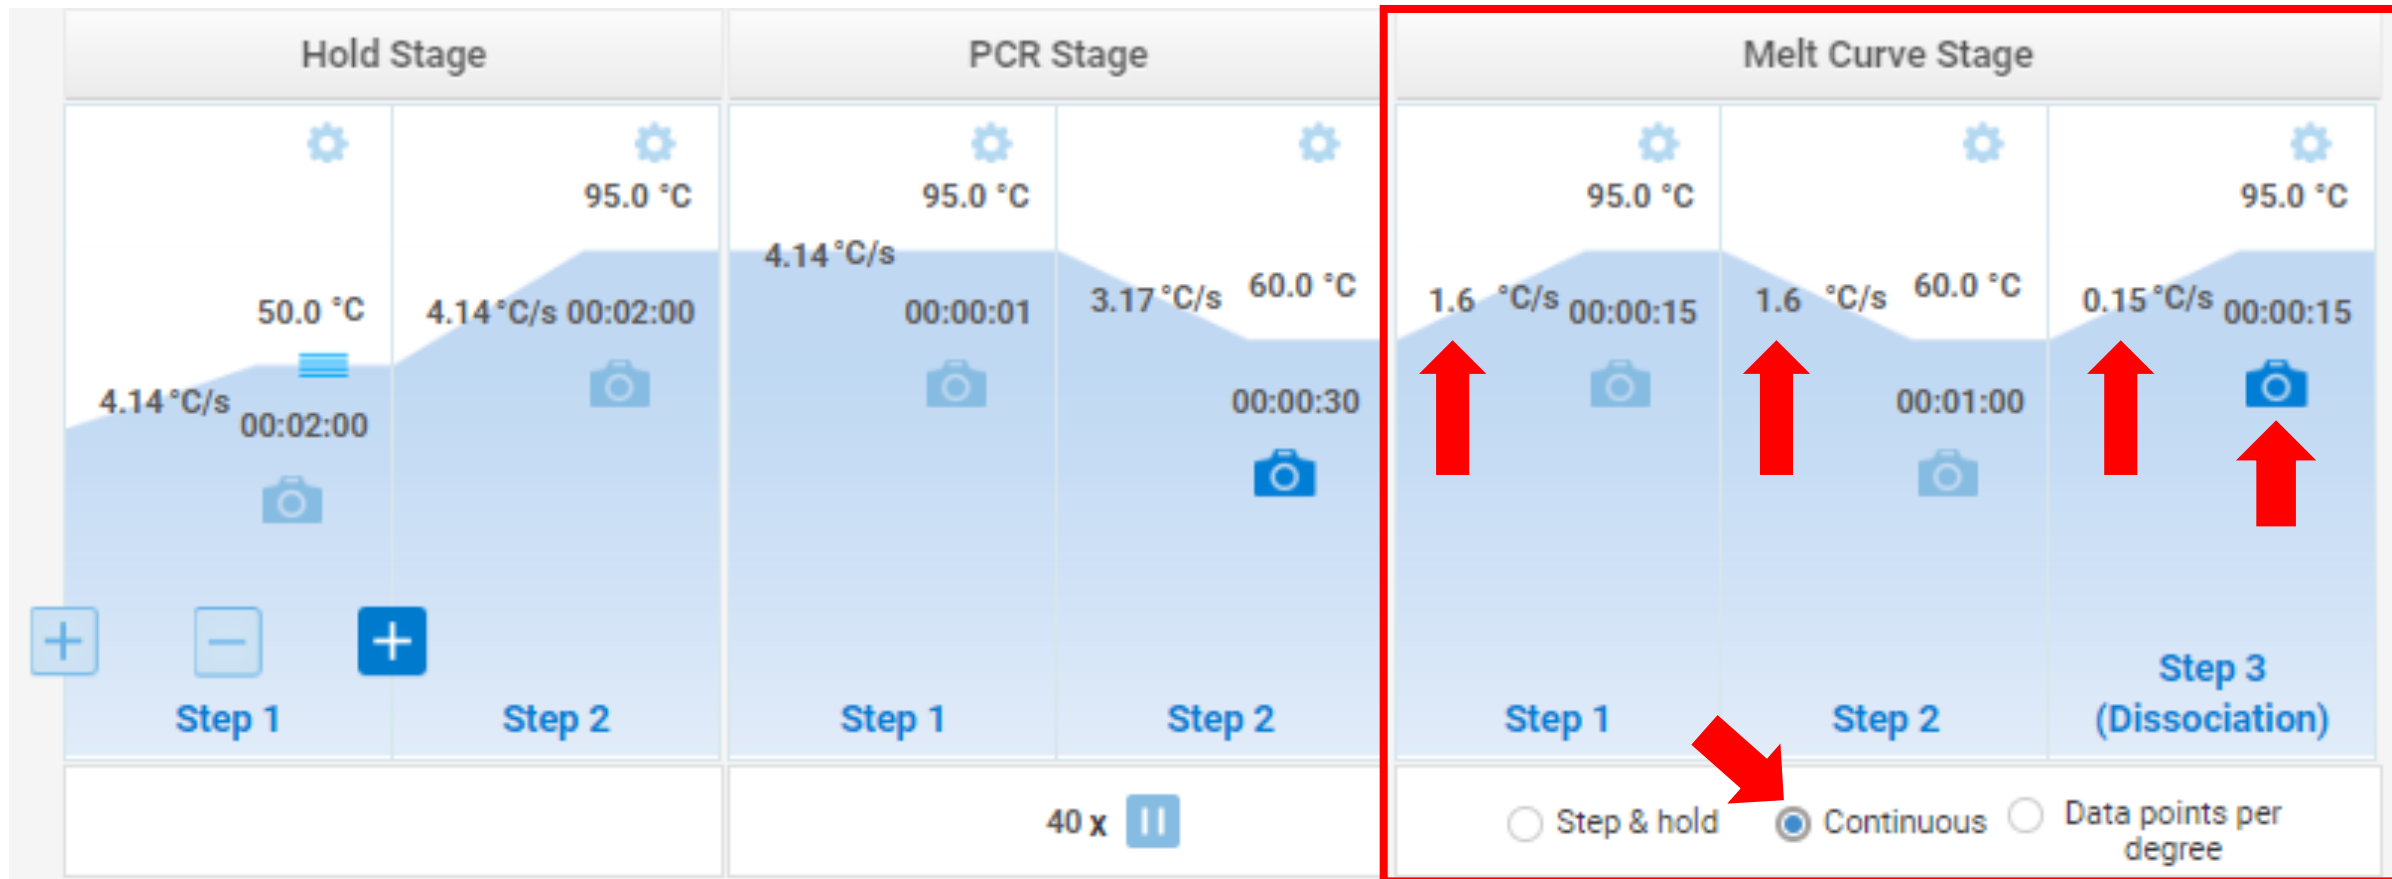 Hold Stage
PCR Stage
Melt Curve Stage
50.0 °C
4.14 °C/s
00:02:00
Step 1
95.0 °C
4.14 °C/s 00:02:00
Step 2
95.0 °C
4.14 °C/s
00:00:01
Step 1
3.17 °C/s
60.0 °C
00:00:30
Step 2
95.0 °C
1.6 °C/s 00:00:15
Step 1
1.6 °C/s
60.0 °C
00:01:00
Step 2
95.0 °C
0.15 °C/s 00:00:15
Step 3
(Dissociation)
40 x
Step & hold
Continuous
Data points per
degree